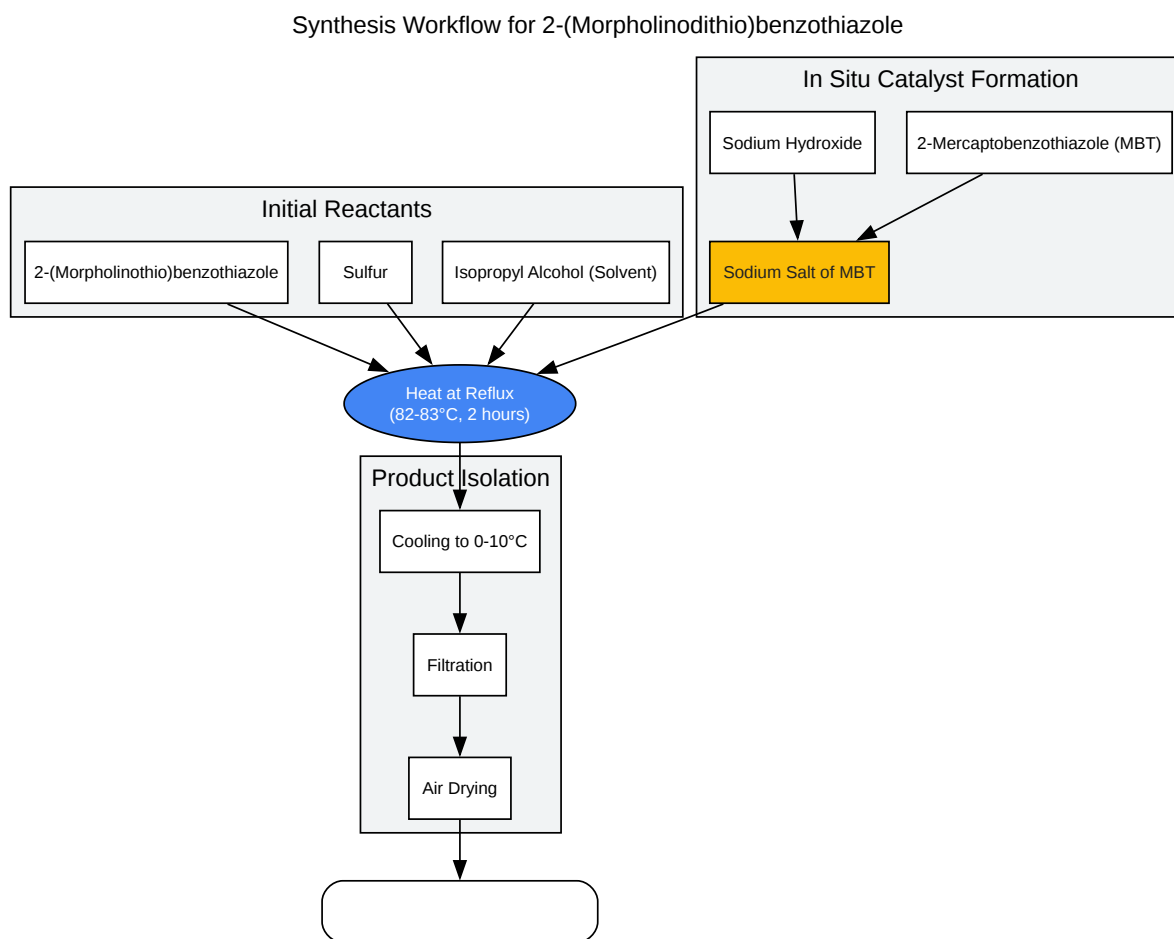 Synthesis Workflow for 2-(Morpholinodithio)benzothiazole
In Situ Catalyst Formation
Sodium Hydroxide
2-Mercaptobenzothiazole (MBT)
Initial Reactants
2-(Morpholinothio)benzothiazole
Sulfur
Isopropyl Alcohol (Solvent)
Sodium Salt of MBT
Heat at Reflux
(82-83°C, 2 hours)
Product Isolation
Cooling to 0-10°C
Filtration
Air Drying